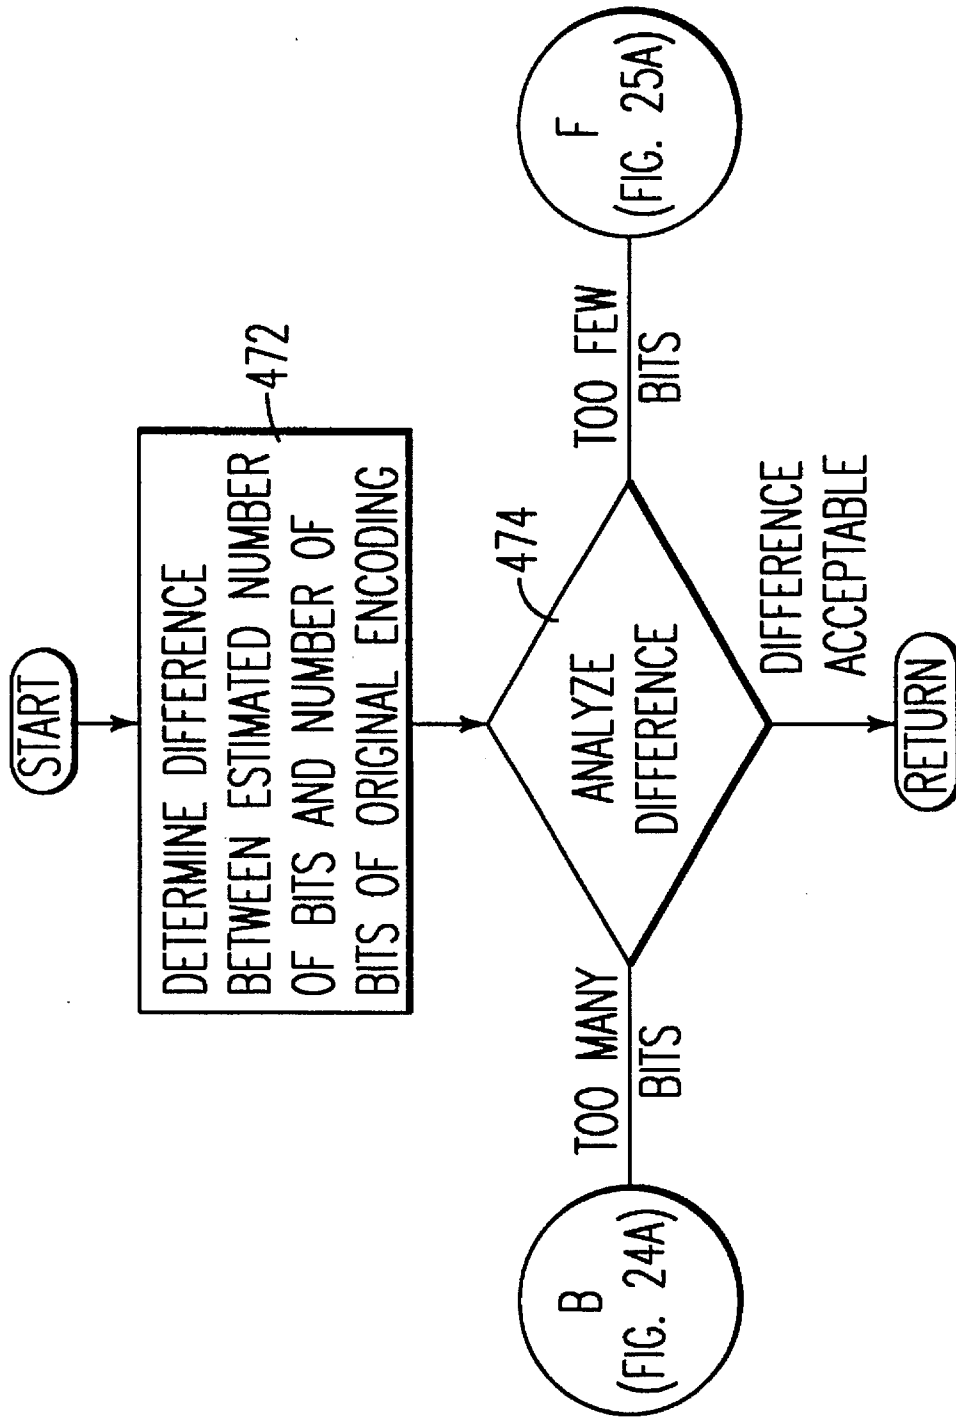 START
DETERMINE DIFFERENCE
BETWEEN ESTIMATED NUMBER
OF BITS AND NUMBER OF
BITS OF ORIGINAL ENCODING
472
474
ANALYZE
DIFFERENCE
TOO MANY
BITS
B
(FIG. 24A)
TOO FEW
BITS
F
(FIG. 25A)
DIFFERENCE
ACCEPTABLE
RETURN